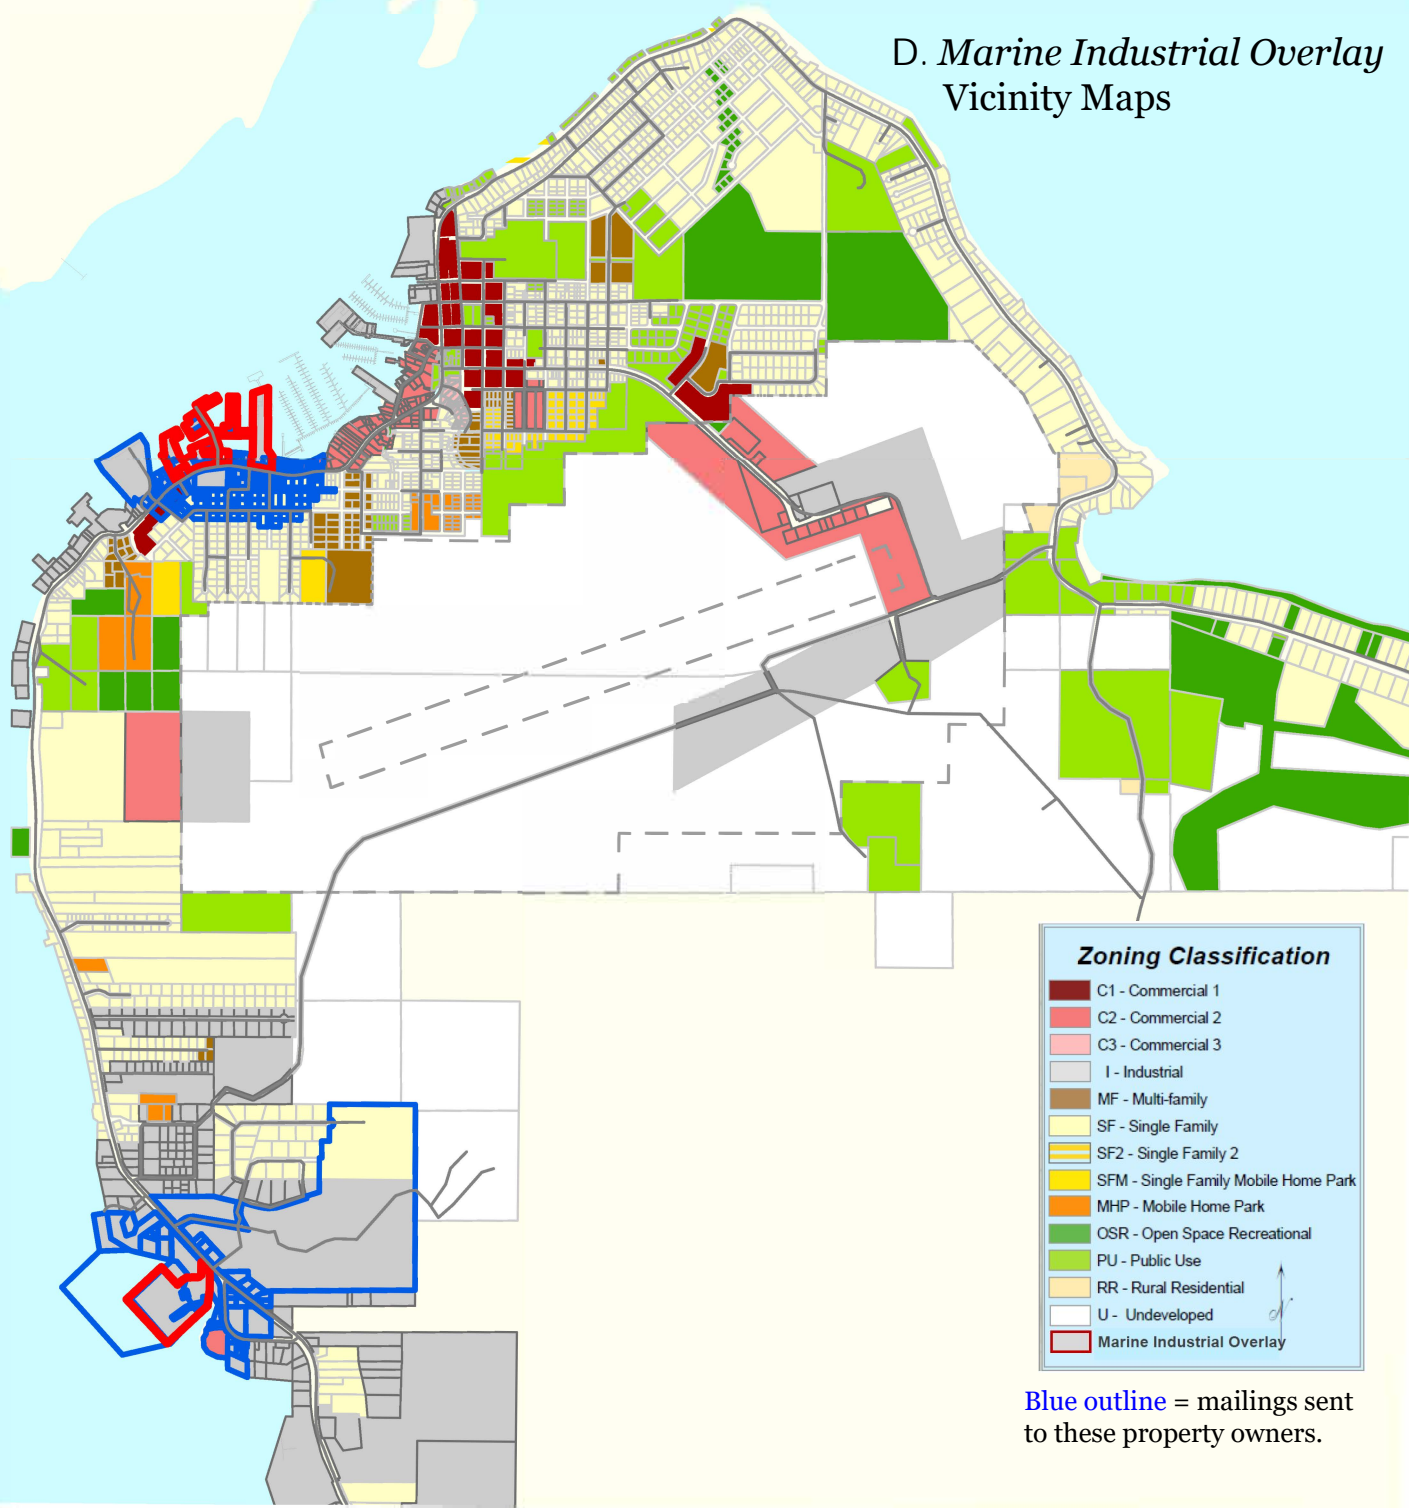 D. Marine Industrial Overlay
Vicinity Maps
Zoning Classification
C1 - Commercial 1
C2 - Commercial 2
C3 - Commercial 3
I - Industrial
MF - Multi-family
SF - Single Family
SF2 - Single Family 2
SFM - Single Family Mobile Home Park
MHP - Mobile Home Park
OSR - Open Space Recreational
PU - Public Use
RR - Rural Residential
U - Undeveloped
N
Marine Industrial Overlay
Blue outline = mailings sent
to these property owners.